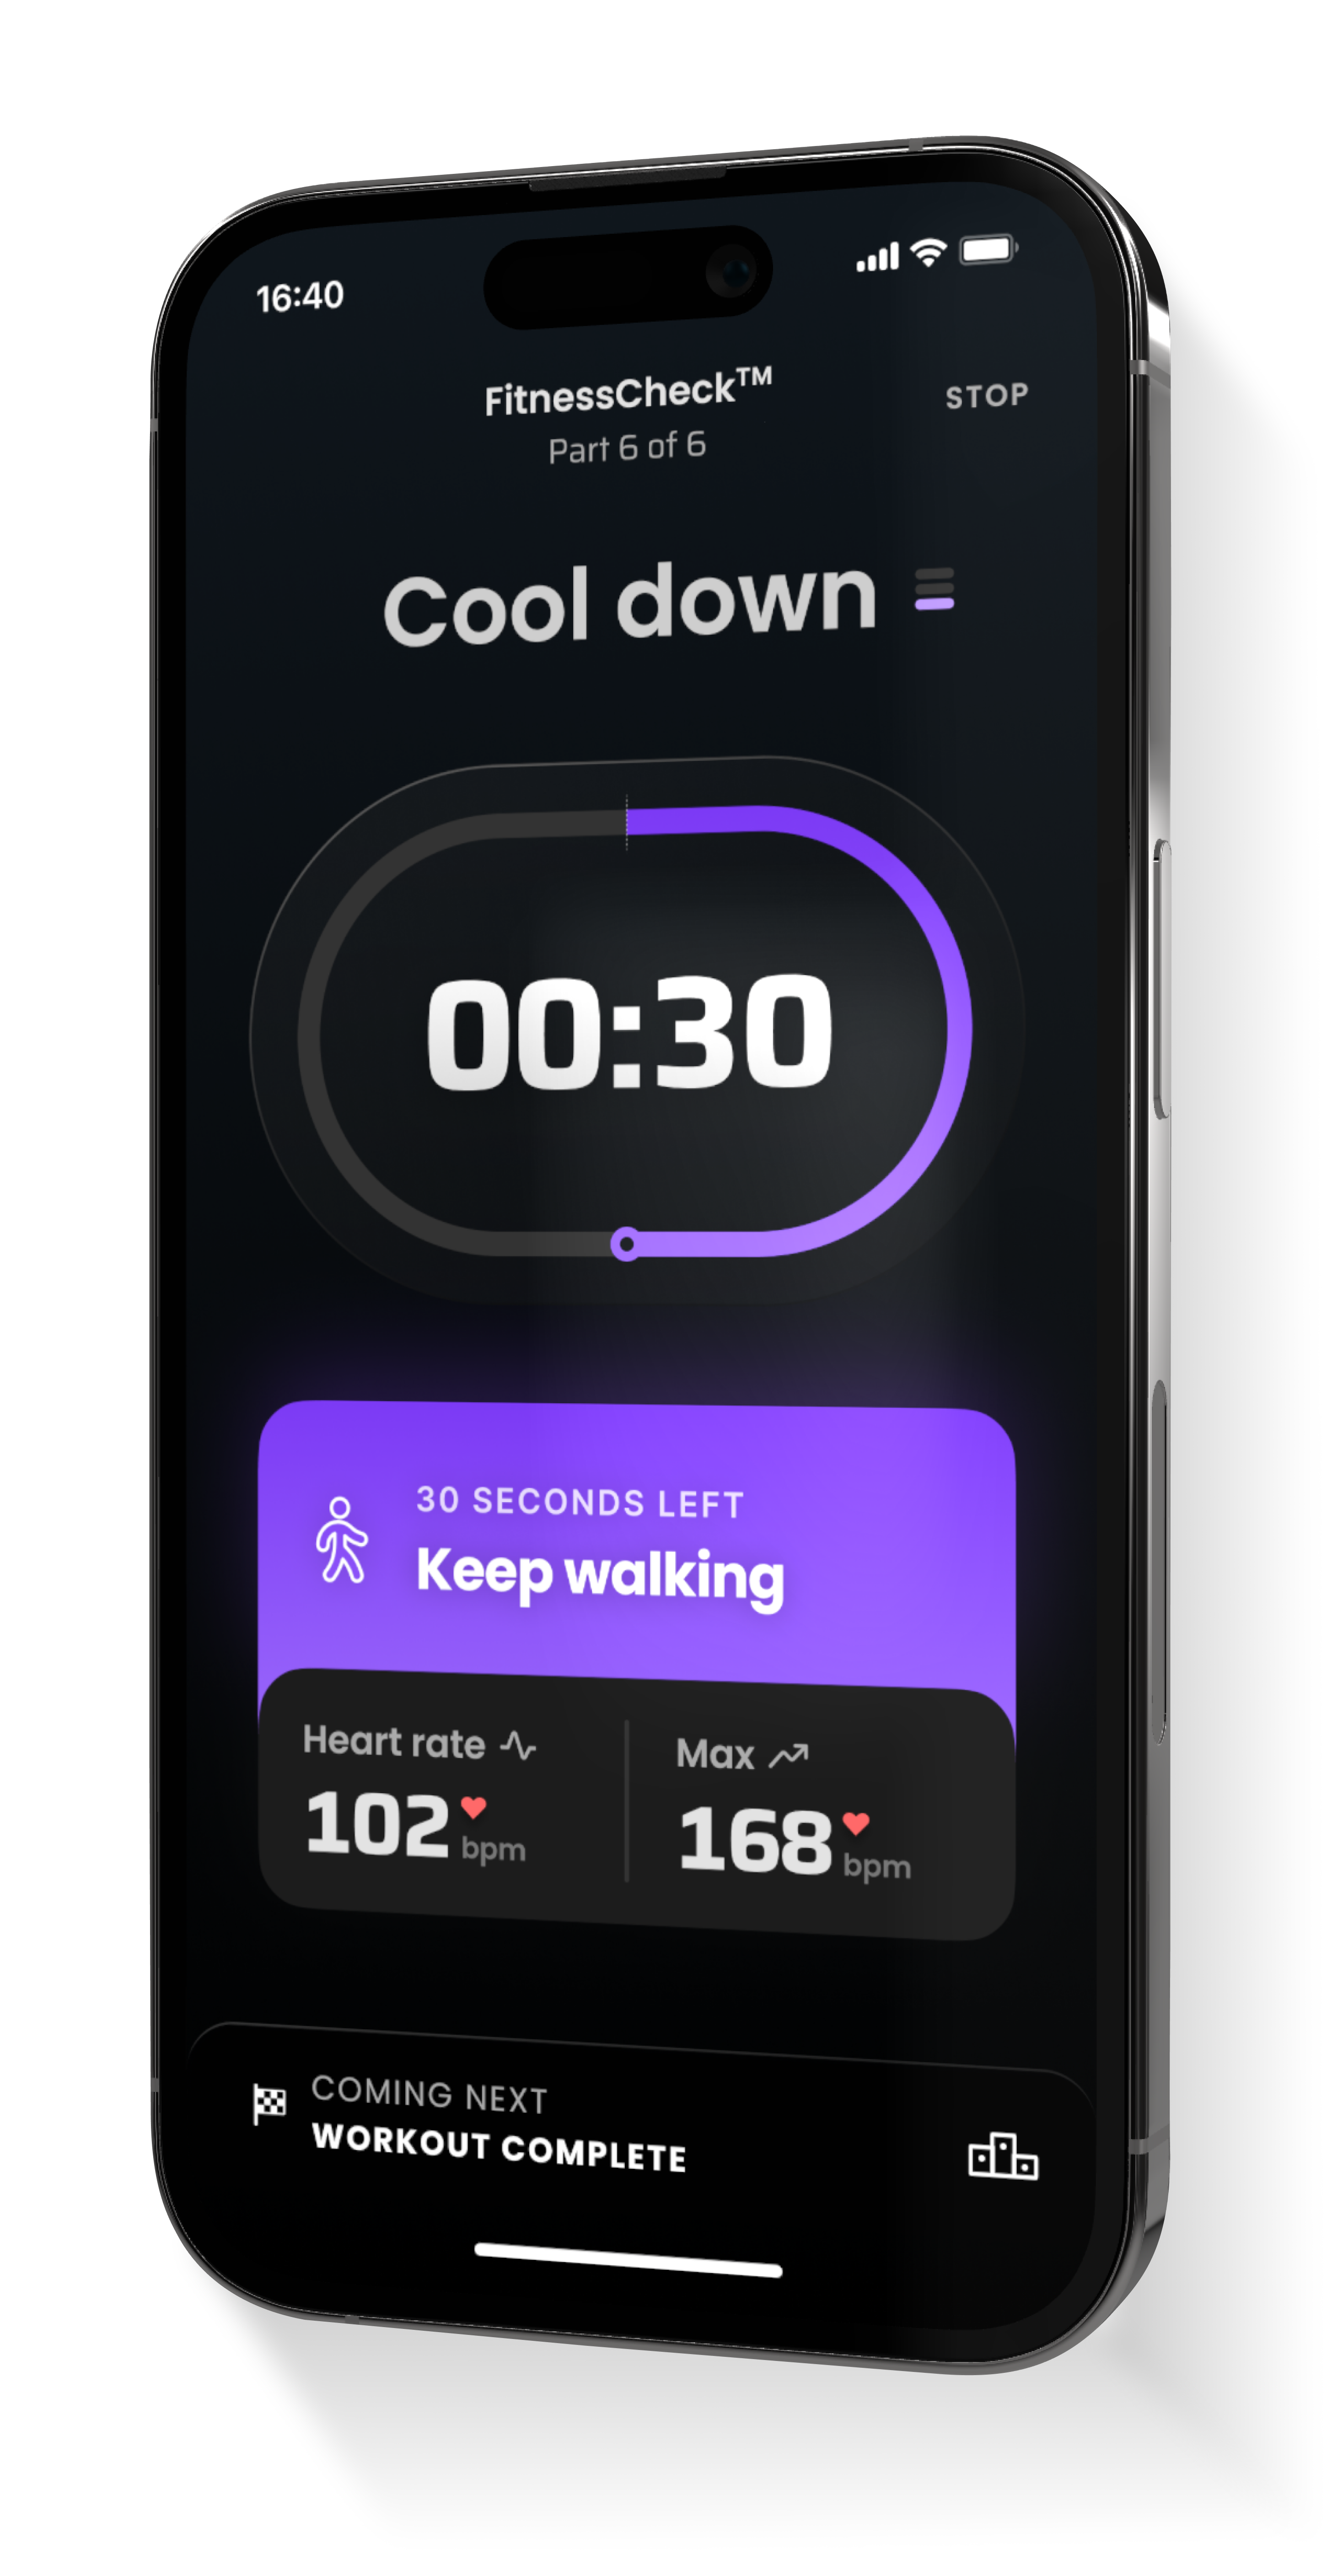 16:40
FitnessCheck™
STOP
Part 6 of 6
Cool down
00:30
30 SECONDS LEFT
Keep walking
Heart rate
102 bpm
Max
168 bpm
COMING NEXT
WORKOUT COMPLETE